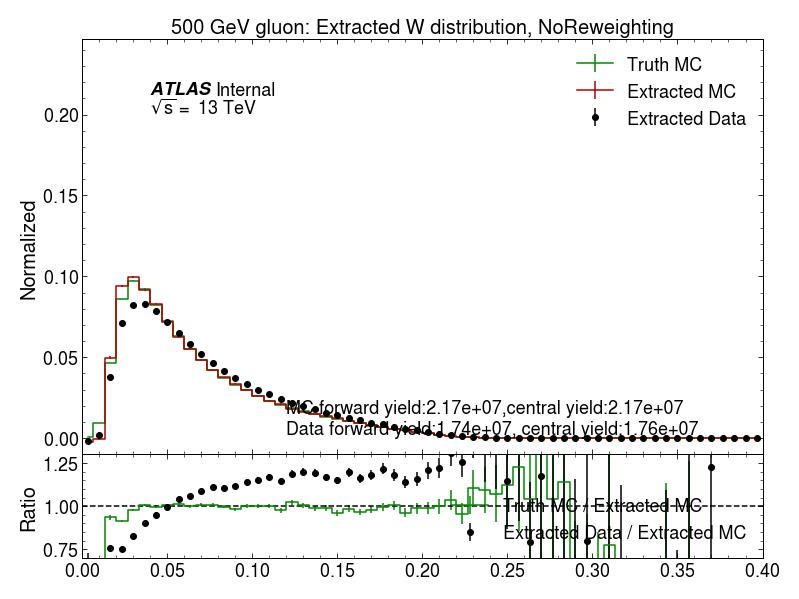 500 GeV gluon: Extracted W distribution, NoReweighting
ATLAS Internal
√s = 13 TeV
Truth MC
Extracted MC
Extracted Data
Normalized
0.20
0.15
0.10
0.05
0.00
MC forward yield:2.17e+07,central yield:2.17e+07
Data forward yield:1.74e+07, central yield:1.76e+07
Ratio
1.25
1.00
0.75
Truth MC / Extracted MC
Extracted Data / Extracted MC
0.00 0.05 0.10 0.15 0.20 0.25 0.30 0.35 0.40